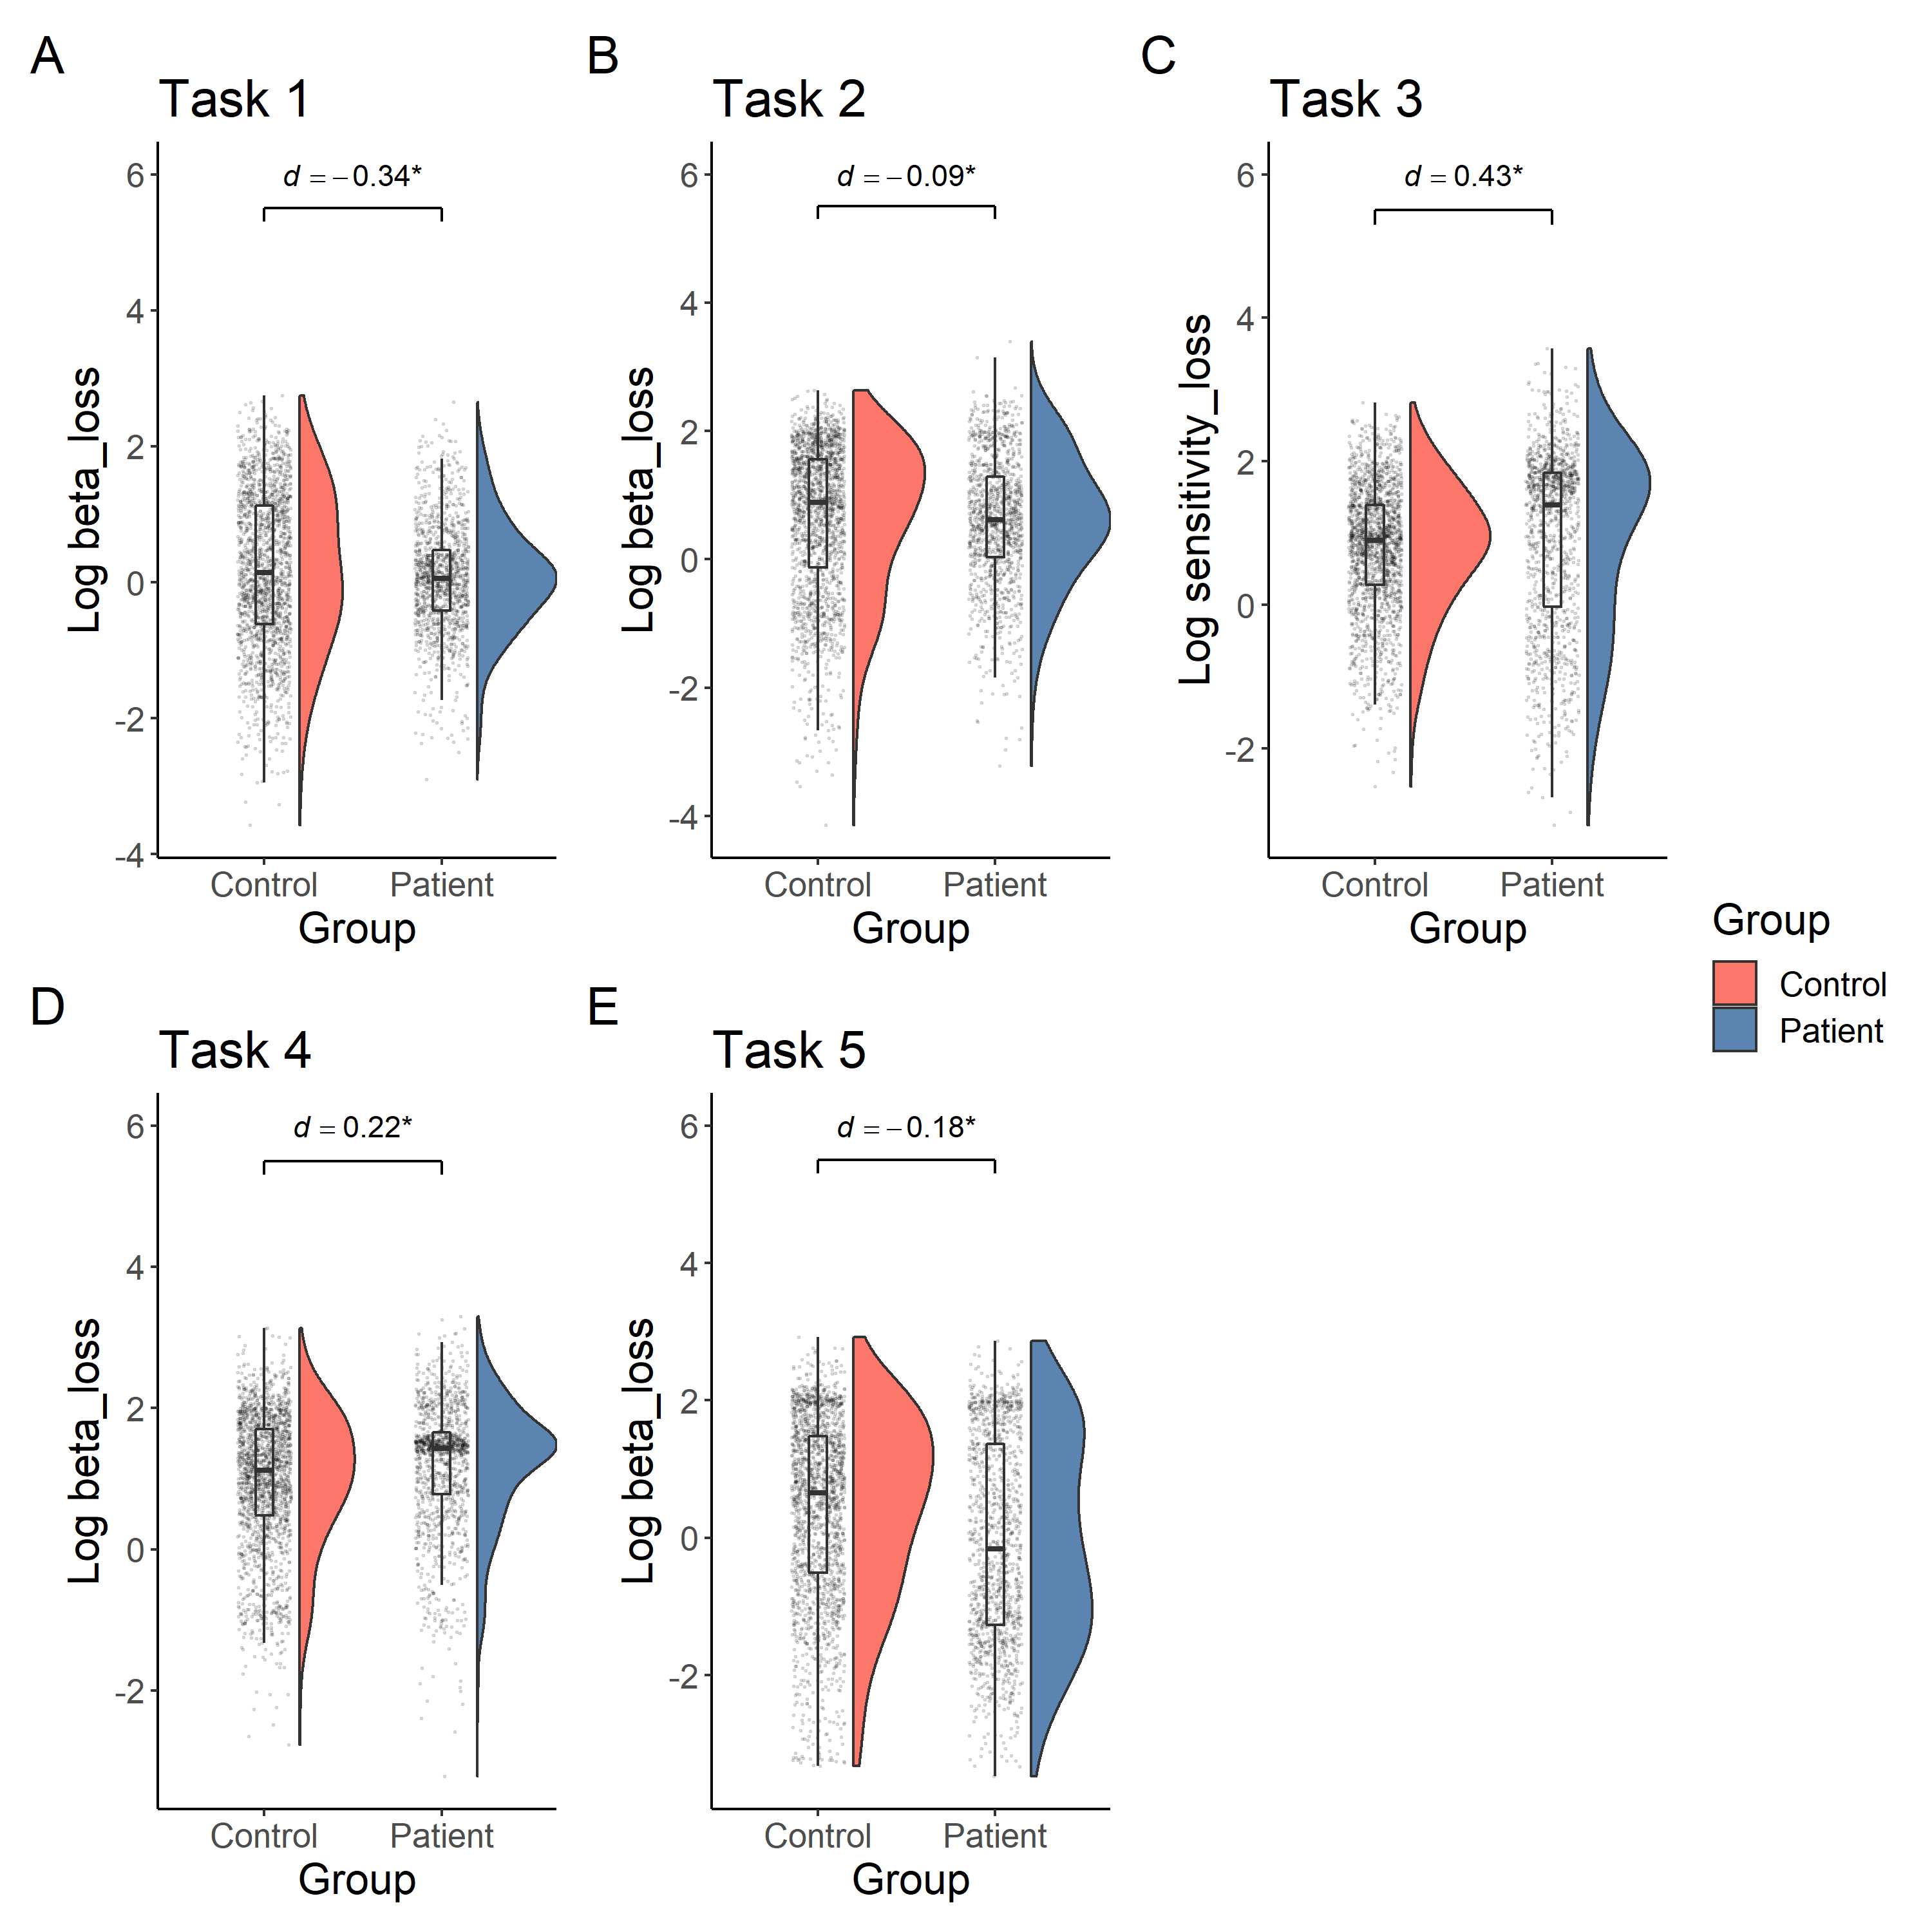 A
Task 1
d = −0.34*
6
4
2
0
-2
-4
Log beta_loss
Control Patient
Group
B
Task 2
d = −0.09*
6
4
2
0
-2
-4
Log beta_loss
Control Patient
Group
C
Task 3
d = 0.43*
6
4
2
0
-2
Log sensitivity_loss
Control Patient
Group
Group
Control
Patient
D
Task 4
d = 0.22*
6
4
2
0
-2
Log beta_loss
Control Patient
Group
E
Task 5
d = −0.18*
6
4
2
0
-2
Log beta_loss
Control Patient
Group